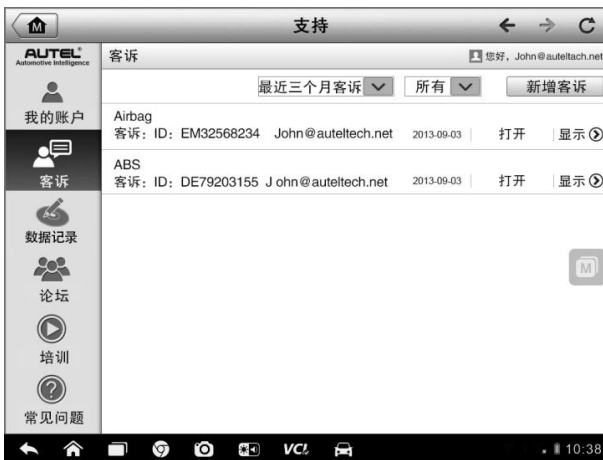 M
支持
AUTEL
Automotive Intelligence
客诉
您好，John@auteltach.net
最近三个月客诉
所有
新增客诉
我的账户
Airbag
客诉：ID：EM32568234 John@auteltech.net 2013-09-03 打开 显示
ABS
客诉：ID：DE79203155 J ohn@auteltech.net 2013-09-03 打开 显示
客诉
数据记录
M
论坛
培训
常见问题
VCI
10:38